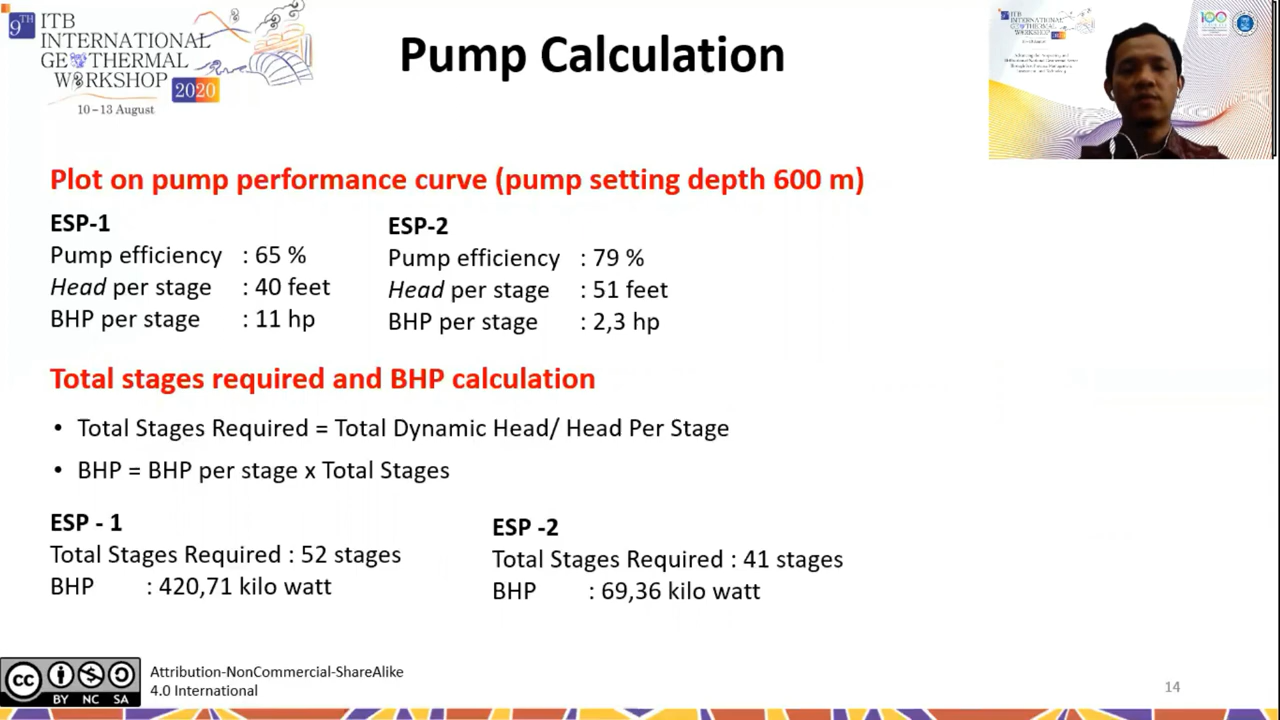 9TH ITB
INTERNATIONAL
GEOTHERMAL
WORKSHOP
2020
10 – 13 August
Pump Calculation
Plot on pump performance curve (pump setting depth 600 m)
ESP-1
Pump efficiency : 65 %
Head per stage : 40 feet
BHP per stage : 11 hp
ESP-2
Pump efficiency : 79 %
Head per stage : 51 feet
BHP per stage : 2,3 hp
Total stages required and BHP calculation
• Total Stages Required = Total Dynamic Head/ Head Per Stage
• BHP = BHP per stage x Total Stages
ESP - 1
Total Stages Required : 52 stages
BHP : 420,71 kilo watt
ESP -2
Total Stages Required : 41 stages
BHP : 69,36 kilo watt
cc
BY NC SA
Attribution-NonCommercial-ShareAlike
4.0 International
14